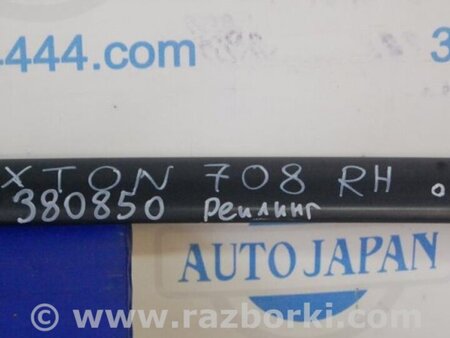 444.com
XTON 708 RH
380850 Рейлинг
AUTO JAPAN
© www.razborki.com